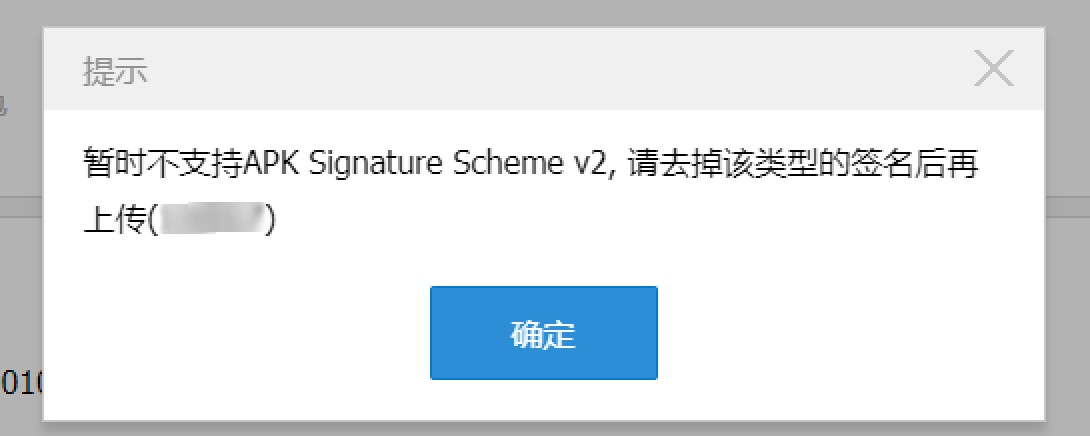 提示
暂时不支持APK Signature Scheme v2, 请去掉该类型的签名后再
上传( )
确定
010